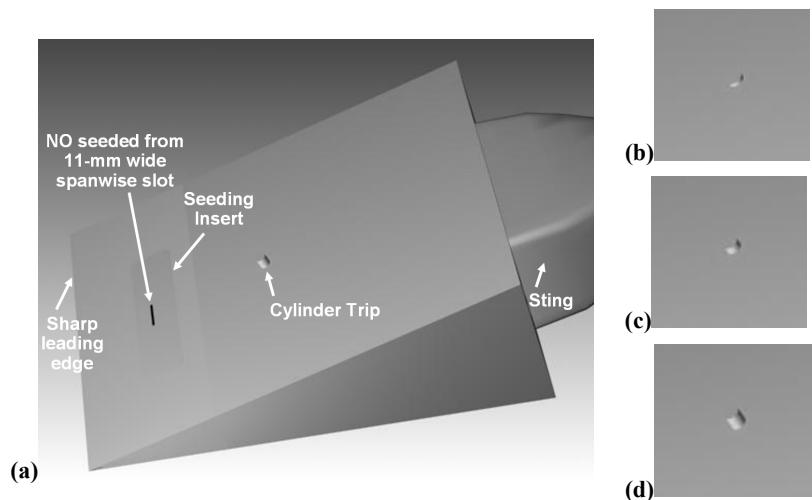 NO seeded from
11-mm wide
spanwise slot
Seeding
Insert
Cylinder Trip
Sting
Sharp
leading
edge
(a)
(b)
(c)
(d)